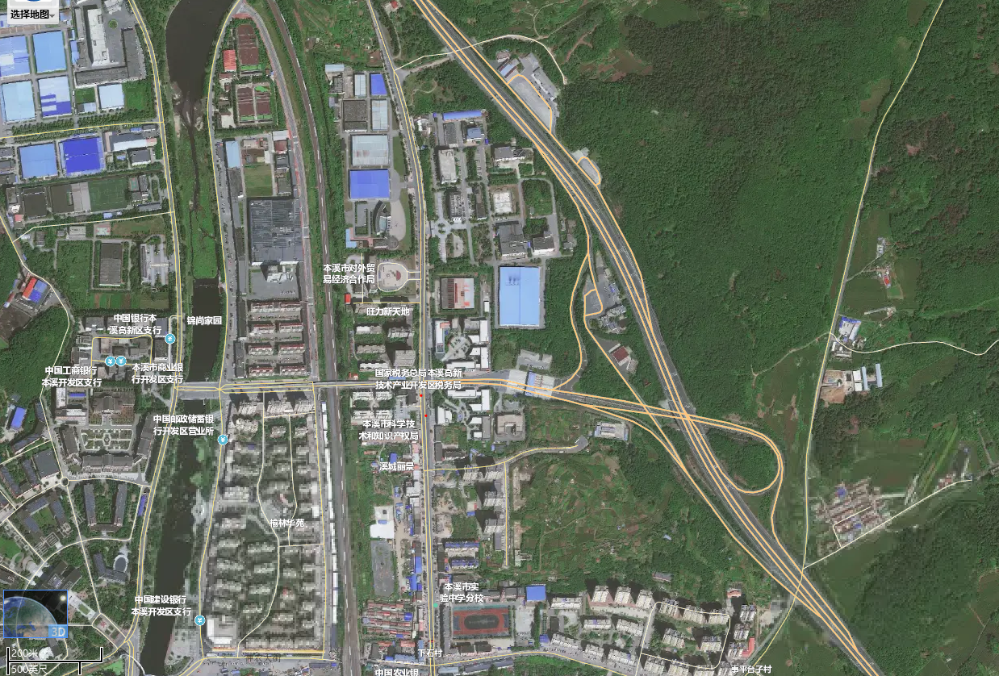 选择地图
本溪市对外贸
易经济合作局
旺力新天地
中国银行本
溪高新区支行
锦尚家园
中国工商银行
本溪开发区支行
本溪市商业银
行开发区支行
国家税务总局本溪高新
技术产业开发区税务局
中国邮政储蓄银
行开发区营业所
本溪市科学技
术和知识产权局
溪城丽景
榆林华苑
本溪市实
验中学分校
中国建设银行
本溪开发区支行
3D
200米
500英尺
下石村
中国农业银